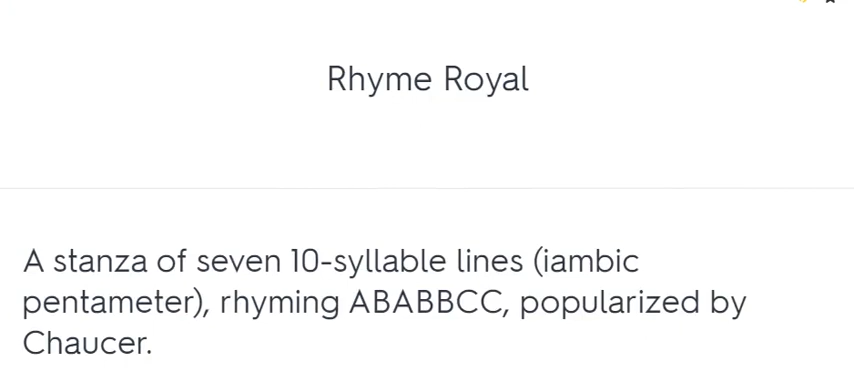 Rhyme Royal
A stanza of seven 10-syllable lines (iambic
pentameter), rhyming ABABBCC, popularized by
Chaucer.